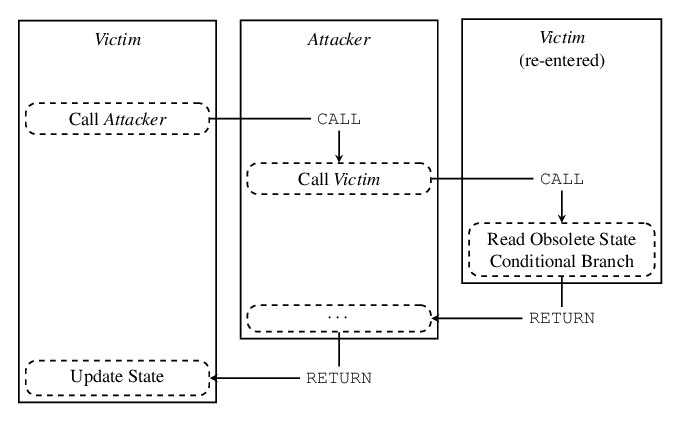 Victim
Attacker
Victim
(re-entered)
Call Attacker
CALL
Call Victim
CALL
Read Obsolete State
Conditional Branch
...
RETURN
Update State
RETURN